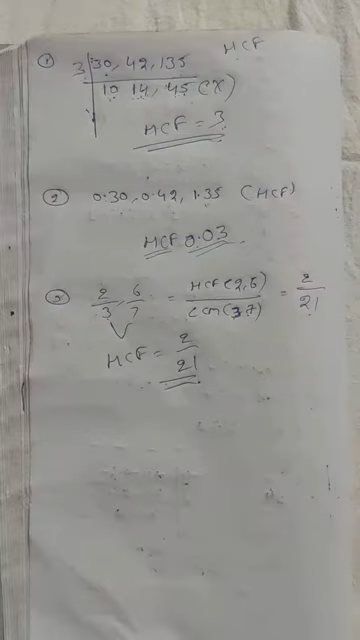 HCF
① 3 | 30, 42, 135
10 14, 45 (X)
HCF = 3
② 0.30, 0.42, 1.35 (HCF)
HCF 0.03
③ 2/3, 6/7 = HCF(2,6)/LCM(3,7) = 2/21
HCF = 2/21